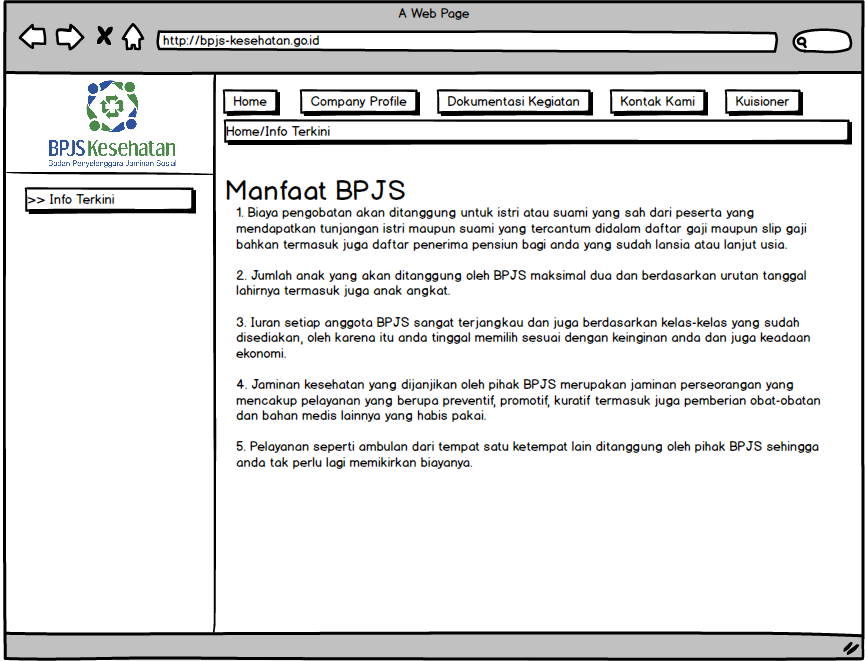 A Web Page
http://bpjs-kesehatan.go.id
BPJS Kesehatan
Badan Penyelenggara Jaminan Sosial
Home
Company Profile
Dokumentasi Kegiatan
Kontak Kami
Kuisioner
Home/Info Terkini
>> Info Terkini
Manfaat BPJS
1. Biaya pengobatan akan ditanggung untuk istri atau suami yang sah dari peserta yang
mendapatkan tunjangan istri maupun suami yang tercantum didalam daftar gaji maupun slip gaji
bahkan termasuk juga daftar penerima pensiun bagi anda yang sudah lansia atau lanjut usia.
2. Jumlah anak yang akan ditanggung oleh BPJS maksimal dua dan berdasarkan urutan tanggal
lahirnya termasuk juga anak angkat.
3. Iuran setiap anggota BPJS sangat terjangkau dan juga berdasarkan kelas-kelas yang sudah
disediakan, oleh karena itu anda tinggal memilih sesuai dengan keinginan anda dan juga keadaan
ekonomi.
4. Jaminan kesehatan yang dijanjikan oleh pihak BPJS merupakan jaminan perseorangan yang
mencakup pelayanan yang berupa preventif, promotif, kuratif termasuk juga pemberian obat-obatan
dan bahan medis lainnya yang habis pakai.
5. Pelayanan seperti ambulan dari tempat satu ketempat lain ditanggung oleh pihak BPJS sehingga
anda tak perlu lagi memikirkan biayanya.